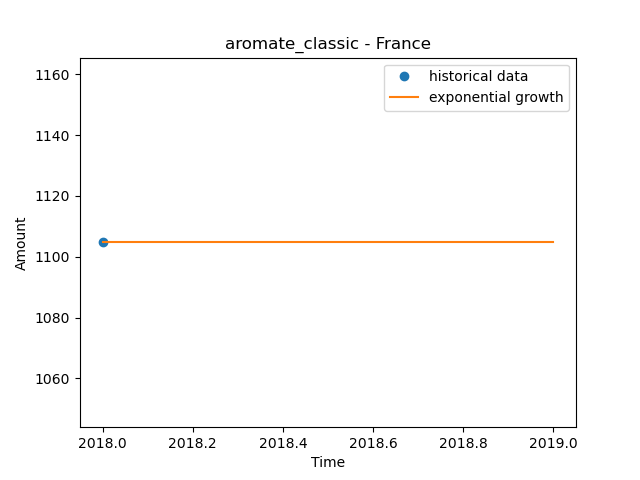 aromate_classic - France
historical data
exponential growth
1160
1140
1120
1100
1080
1060
Amount
2018.0 2018.2 2018.4 2018.6 2018.8 2019.0
Time